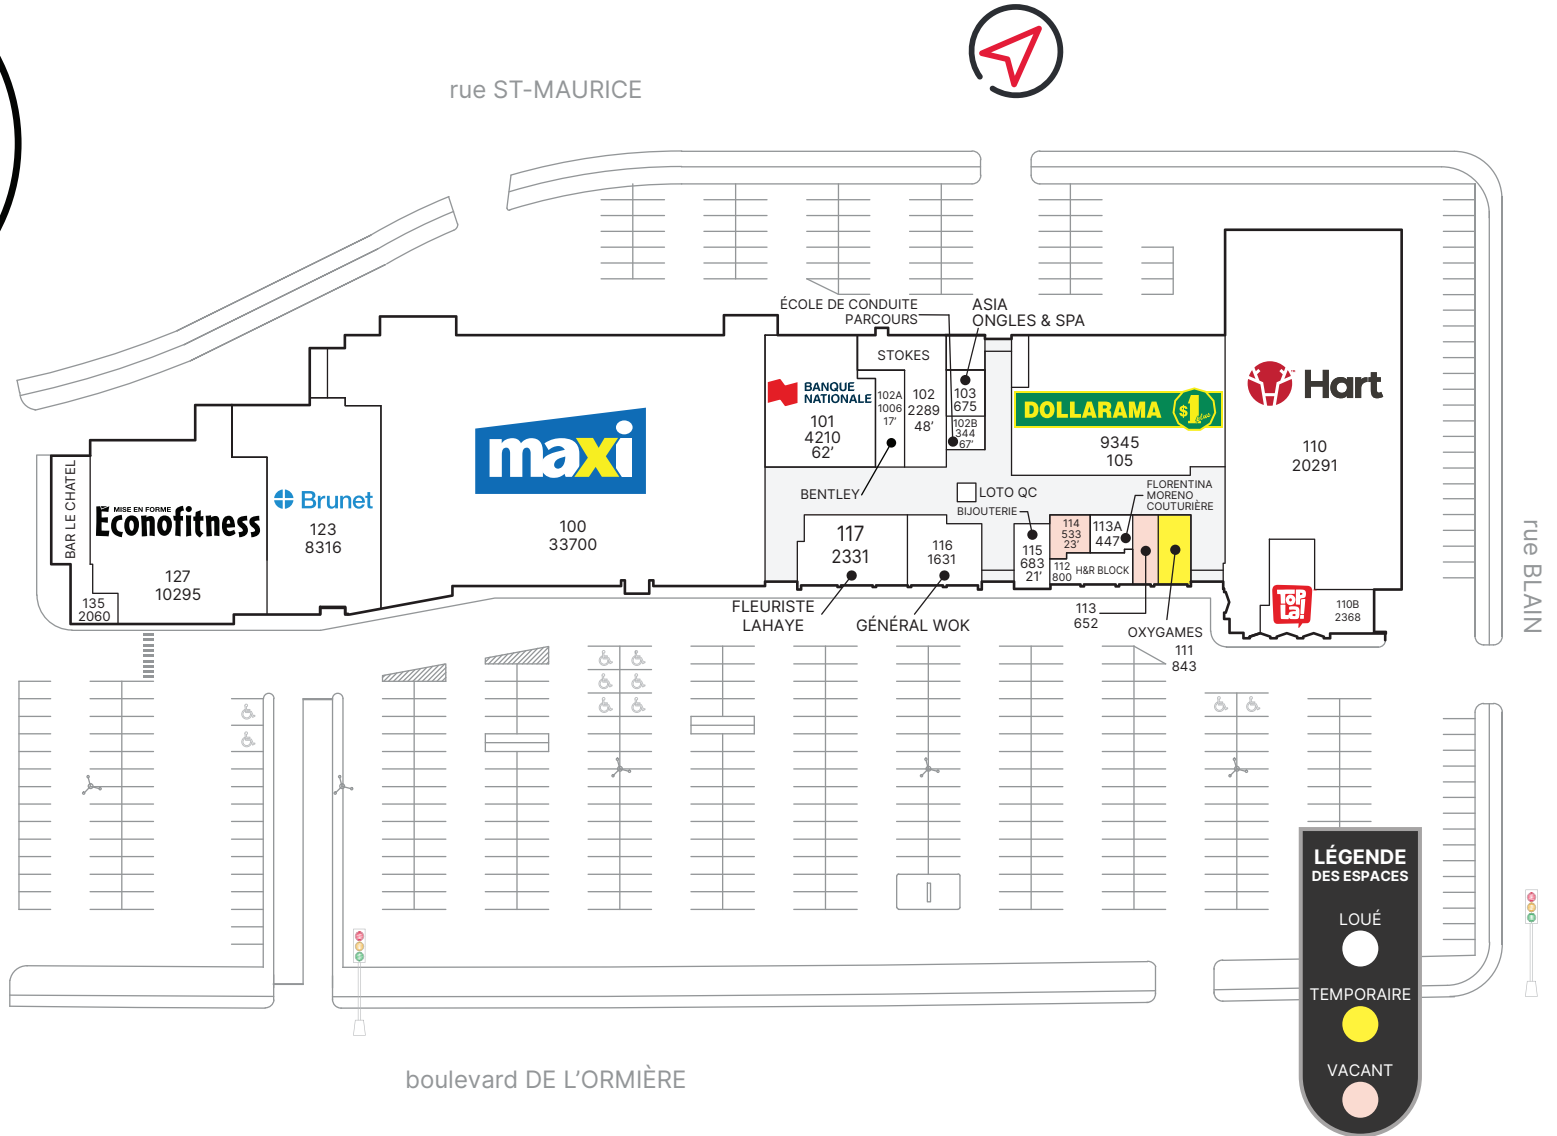 rue ST-MAURICE
ÉCOLE DE CONDUITE
PARCOURS
ASIA
ONGLES & SPA
STOKES
BANQUE
NATIONALE
101
4210
62'
102A
1006
17'
102
2289
48'
103
675
102B
344
67'
DOLLARAMA $1 plus
9345
105
Hart
110
20291
maxi
100
33700
BAR LE CHATEL
MISE EN FORME
Éconofitness
127
10295
135
2060
Brunet
123
8316
BENTLEY
LOTO QC
BIJOUTERIE
FLORENTINA
MORENO
COUTURIÈRE
117
2331
116
1631
115
683
21'
114
533
23'
113A
447
112
800
H&R BLOCK
TOP
LÀ!
110B
2368
FLEURISTE
LAHAYE
GÉNÉRAL WOK
113
652
OXYGAMES
111
843
rue BLAIN
boulevard DE L'ORMIÈRE
LÉGENDE
DES ESPACES
LOUÉ
TEMPORAIRE
VACANT